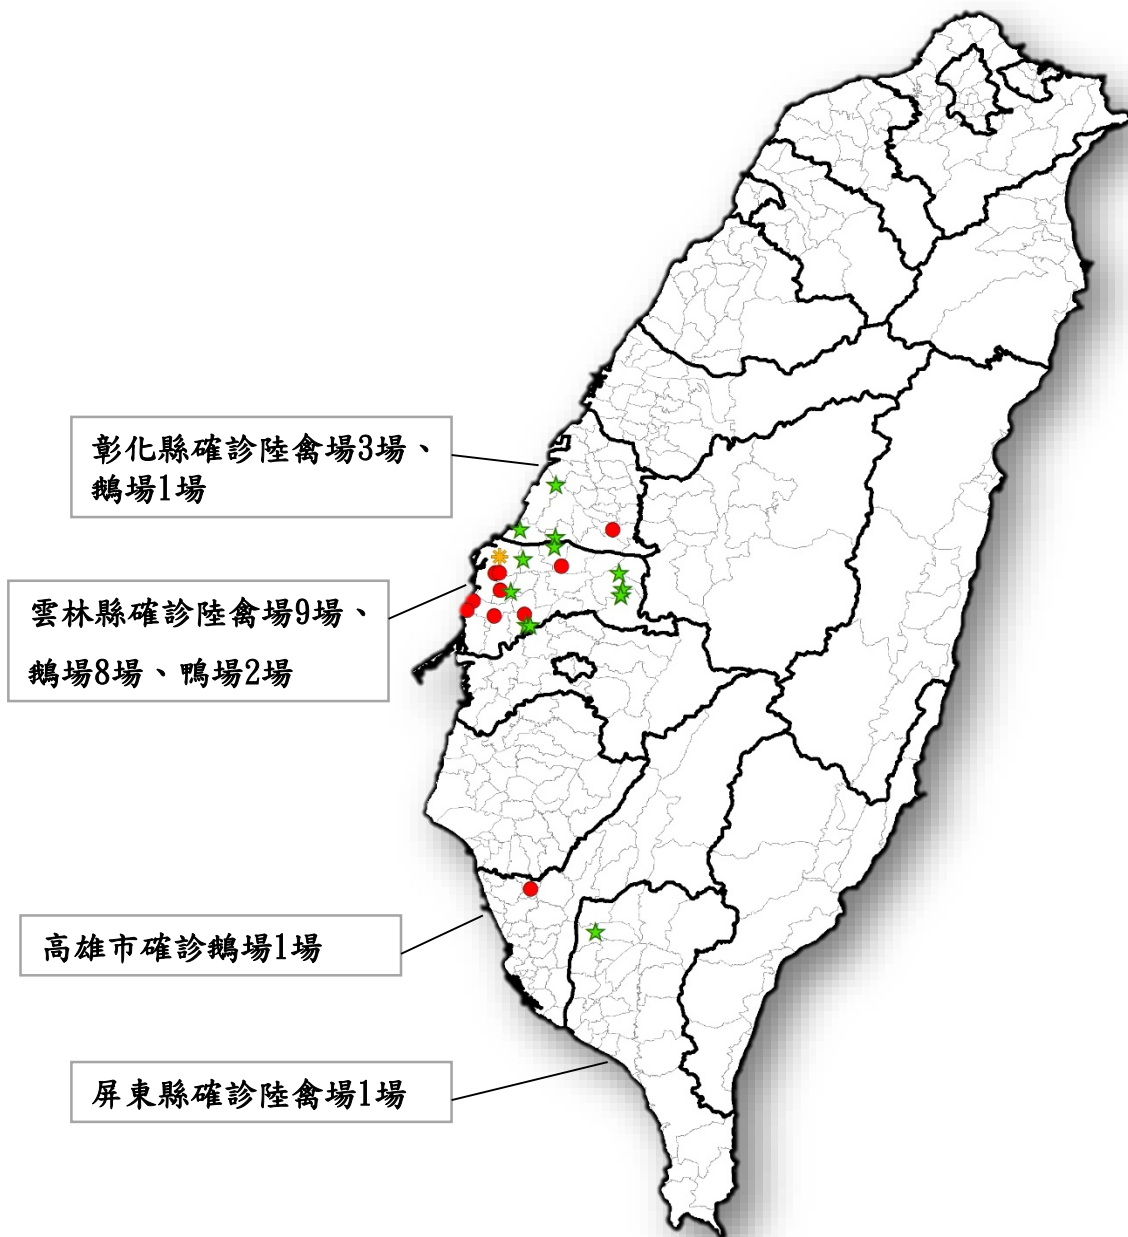 彰化縣確診陸禽場3場、
鵝場1場
雲林縣確診陸禽場9場、
鵝場8場、鴨場2場
高雄市確診鵝場1場
屏東縣確診陸禽場1場